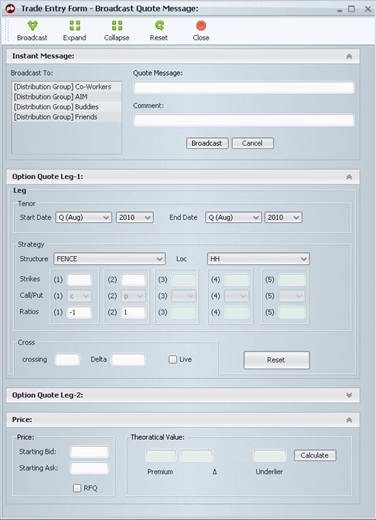 Trade Entry Form - Broadcast Quote Message:
Broadcast Expand Collapse Reset Close
Instant Message:
Broadcast To:
[Distribution Group] Co-Workers
[Distribution Group] AIM
[Distribution Group] Buddies
[Distribution Group] Friends
Quote Message:
Comment:
Broadcast Cancel
Option Quote Leg-1:
Leg
Tenor
Start Date Q (Aug) 2010 End Date Q (Aug) 2010
Strategy
Structure FENCE Loc HH
Strikes (1) (2) (3) (4) (5)
Call/Put (1) c (2) p (3) (4) (5)
Ratios (1) -1 (2) 1 (3) (4) (5)
Cross
crossing Delta Live Reset
Option Quote Leg-2:
Price:
Price:
Starting Bid:
Starting Ask:
RFQ
Theoratical Value:
Calculate
Premium Δ Underlier